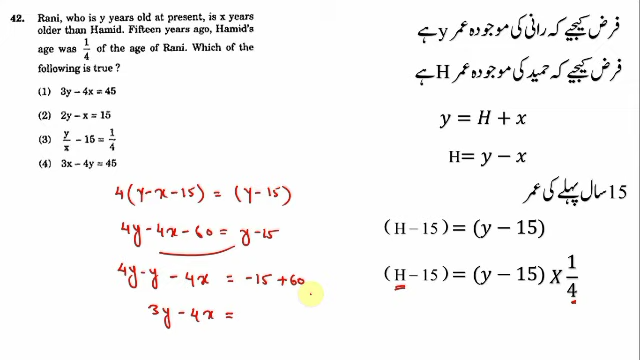 42. Rani, who is y years old at present, is x years
older than Hamid. Fifteen years ago, Hamid's
age was 1/4 of the age of Rani. Which of the
following is true ?
(1) 3y – 4x = 45
(2) 2y – x = 15
(3) y/x – 15 = 1/4
(4) 3x – 4y = 45
4(y-x-15) = (y-15)
4y-4x-60 = y-15
4y-y-4x = -15+60
3y-4x =
فرض کیجیے کہ رانی کی موجودہ عمر y ہے
فرض کیجیے کہ حمید کی موجودہ عمر H ہے
y = H + x
H= y − x
15 سال پہلے کی عمر
(H−15) = (y − 15)
(H−15) = (y − 15) X 1/4